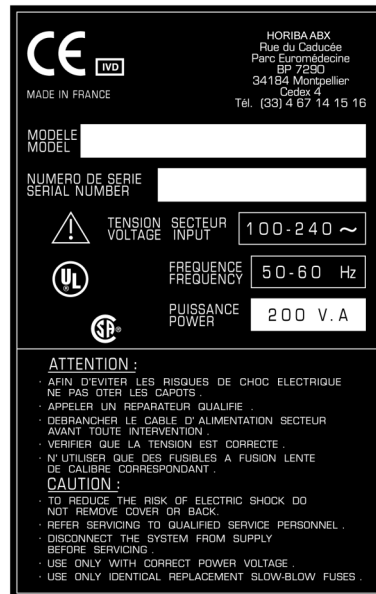 CE IVD
MADE IN FRANCE
HORIBA ABX
Rue du Caducée
Parc Euromédecine
BP 7290
34184 Montpellier
Cedex 4
Tél. (33) 4 67 14 15 16
MODELE
MODEL
NUMERO DE SERIE
SERIAL NUMBER
TENSION SECTEUR
VOLTAGE INPUT
100-240 ~
UL
®
FREQUENCE
FREQUENCY
50-60 Hz
SA®
PUISSANCE
POWER
200 V.A
ATTENTION :
· AFIN D'EVITER LES RISQUES DE CHOC ELECTRIQUE
NE PAS OTER LES CAPOTS .
· APPELER UN REPARATEUR QUALIFIE .
· DEBRANCHER LE CABLE D' ALIMENTATION SECTEUR
AVANT TOUTE INTERVENTION .
· VERIFIER QUE LA TENSION EST CORRECTE .
· N' UTILISER QUE DES FUSIBLES A FUSION LENTE
DE CALIBRE CORRESPONDANT .
CAUTION :
· TO REDUCE THE RISK OF ELECTRIC SHOCK DO
NOT REMOVE COVER OR BACK.
· REFER SERVICING TO QUALIFIED SERVICE PERSONNEL .
· DISCONNECT THE SYSTEM FROM SUPPLY
BEFORE SERVICING .
· USE ONLY WITH CORRECT POWER VOLTAGE .
· USE ONLY IDENTICAL REPLACEMENT SLOW-BLOW FUSES .